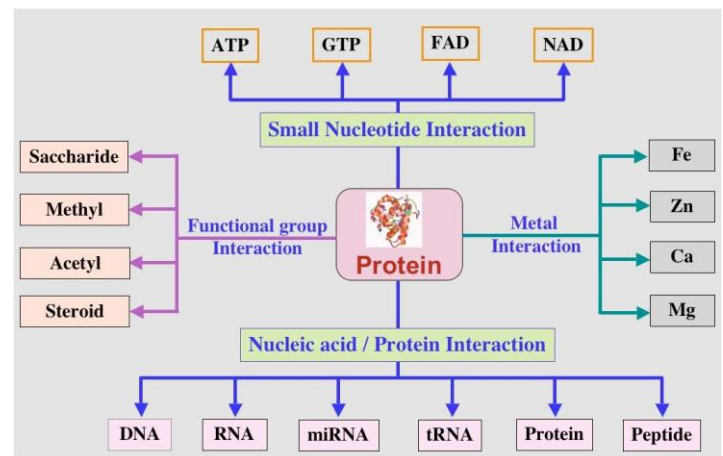 ATP
GTP
FAD
NAD
Small Nucleotide Interaction
Saccharide
Methyl
Acetyl
Steroid
Functional group
Interaction
Protein
Metal
Interaction
Fe
Zn
Ca
Mg
Nucleic acid / Protein Interaction
DNA
RNA
miRNA
tRNA
Protein
Peptide